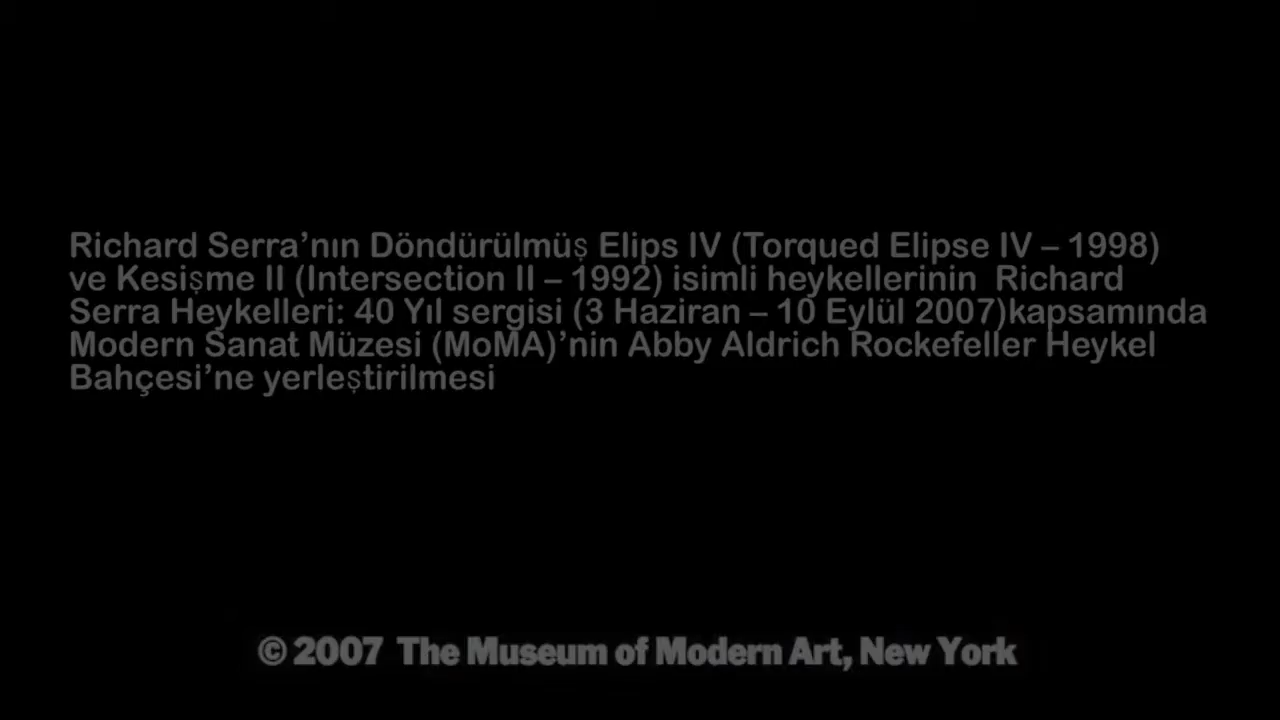 Richard Serra’nın Döndürülmüş Elips IV (Torqued Elipse IV – 1998)
ve Kesişme II (Intersection II – 1992) isimli heykellerinin  Richard
Serra Heykelleri: 40 Yıl sergisi (3 Haziran – 10 Eylül 2007)kapsamında
Modern Sanat Müzesi (MoMA)’nin Abby Aldrich Rockefeller Heykel
Bahçesi’ne yerleştirilmesi
© 2007 The Museum of Modern Art, New York